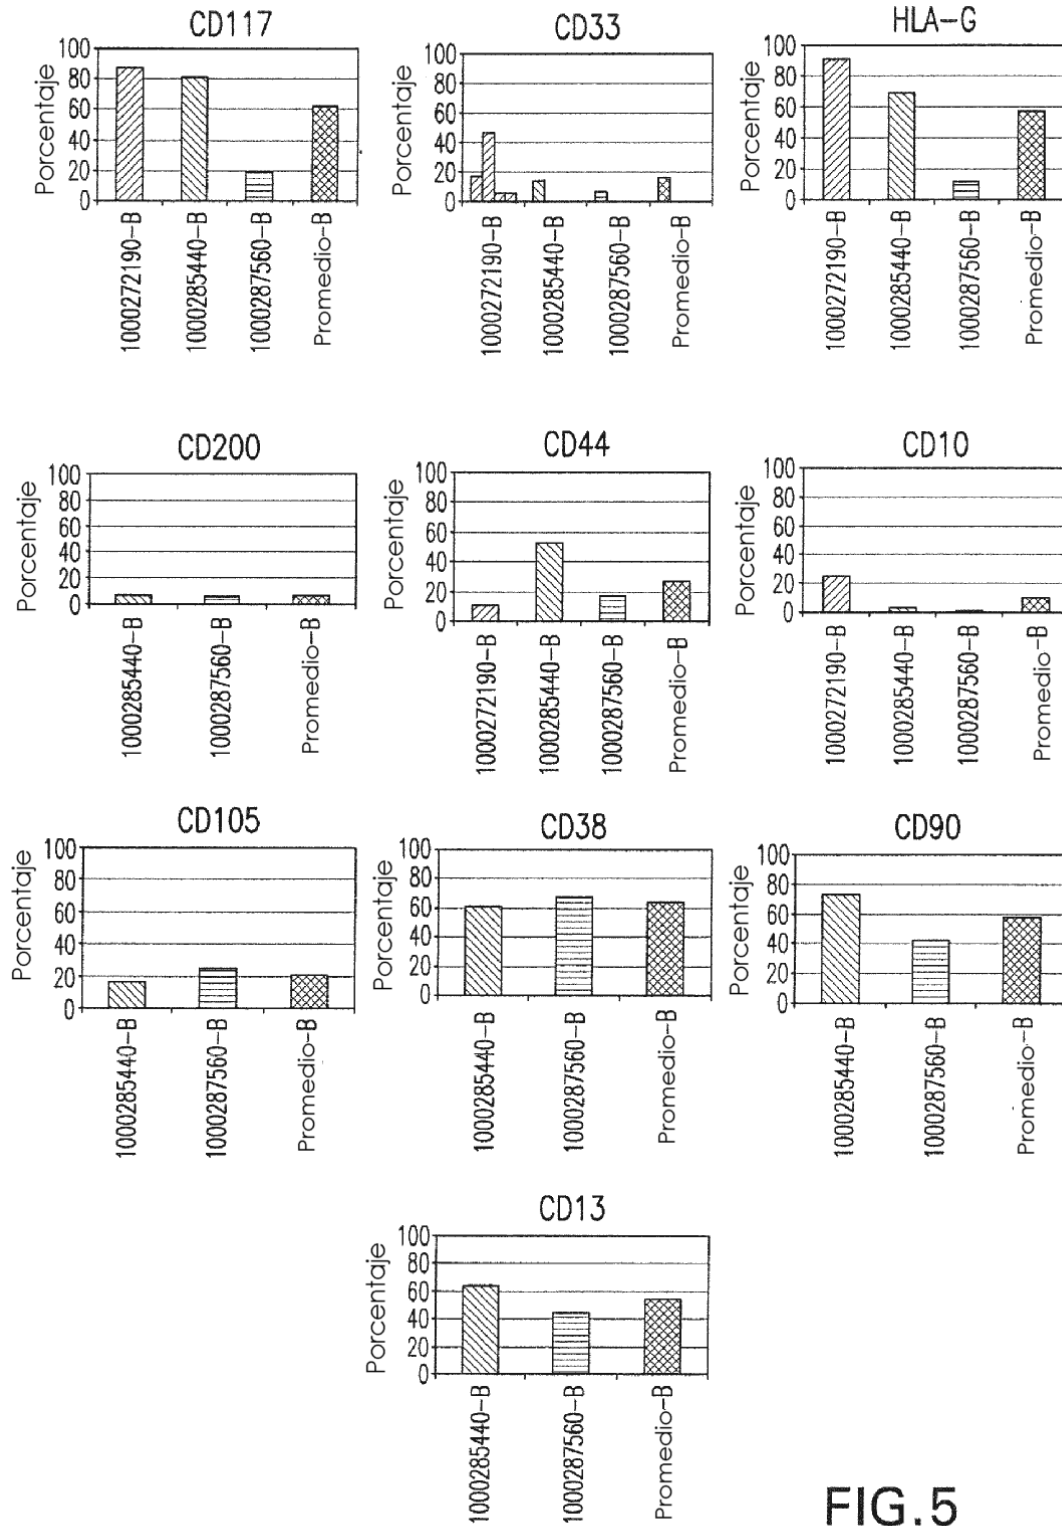 CD117
Porcentaje
100
80
60
40
20
0
1000272190-B
1000285440-B
1000287560-B
Promedio-B
CD33
Porcentaje
100
80
60
40
20
0
1000272190-B
1000285440-B
1000287560-B
Promedio-B
HLA-G
Porcentaje
100
80
60
40
20
0
1000272190-B
1000285440-B
1000287560-B
Promedio-B
CD200
Porcentaje
100
80
60
40
20
0
1000285440-B
1000287560-B
Promedio-B
CD44
Porcentaje
100
80
60
40
20
0
1000272190-B
1000285440-B
1000287560-B
Promedio-B
CD10
Porcentaje
100
80
60
40
20
0
1000272190-B
1000285440-B
1000287560-B
Promedio-B
CD105
Porcentaje
100
80
60
40
20
0
1000285440-B
1000287560-B
Promedio-B
CD38
Porcentaje
100
80
60
40
20
0
1000285440-B
1000287560-B
Promedio-B
CD90
Porcentaje
100
80
60
40
20
0
1000285440-B
1000287560-B
Promedio-B
CD13
Porcentaje
100
80
60
40
20
0
1000285440-B
1000287560-B
Promedio-B
FIG.5